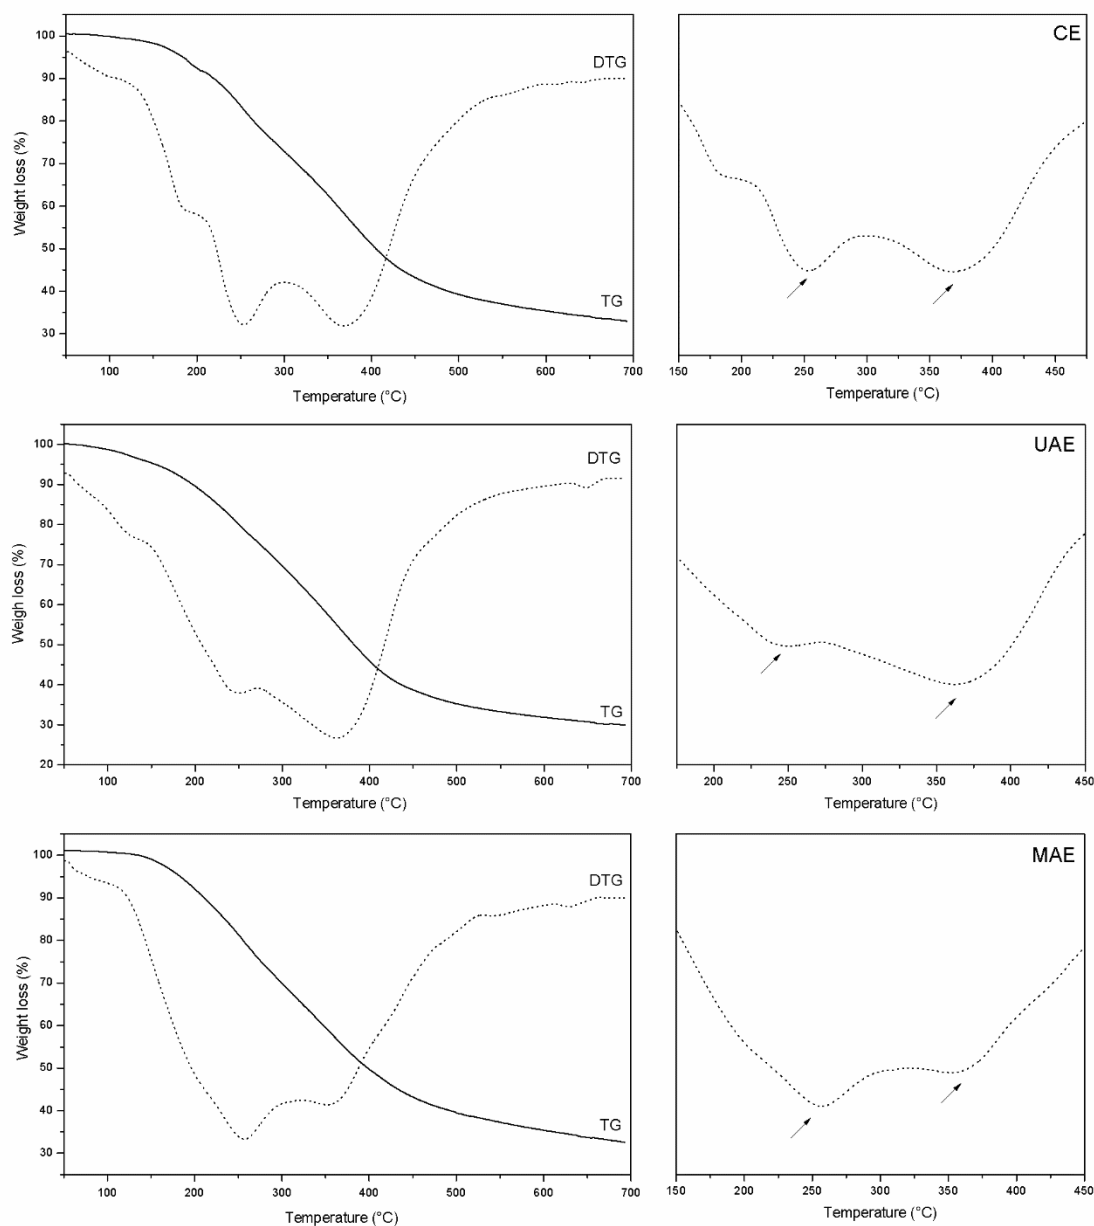 100
90
80
70
60
50
40
30
Weight loss (%)
DTG
TG
100 200 300 400 500 600 700
Temperature (°C)
CE
150 200 250 300 350 400 450
Temperature (°C)
100
90
80
70
60
50
40
30
20
Weigh loss (%)
DTG
TG
100 200 300 400 500 600 700
Temperature (°C)
UAE
200 250 300 350 400 450
Temperature (°C)
100
90
80
70
60
50
40
30
Weight loss (%)
DTG
TG
100 200 300 400 500 600 700
Temperature (°C)
MAE
150 200 250 300 350 400 450
Temperature (°C)